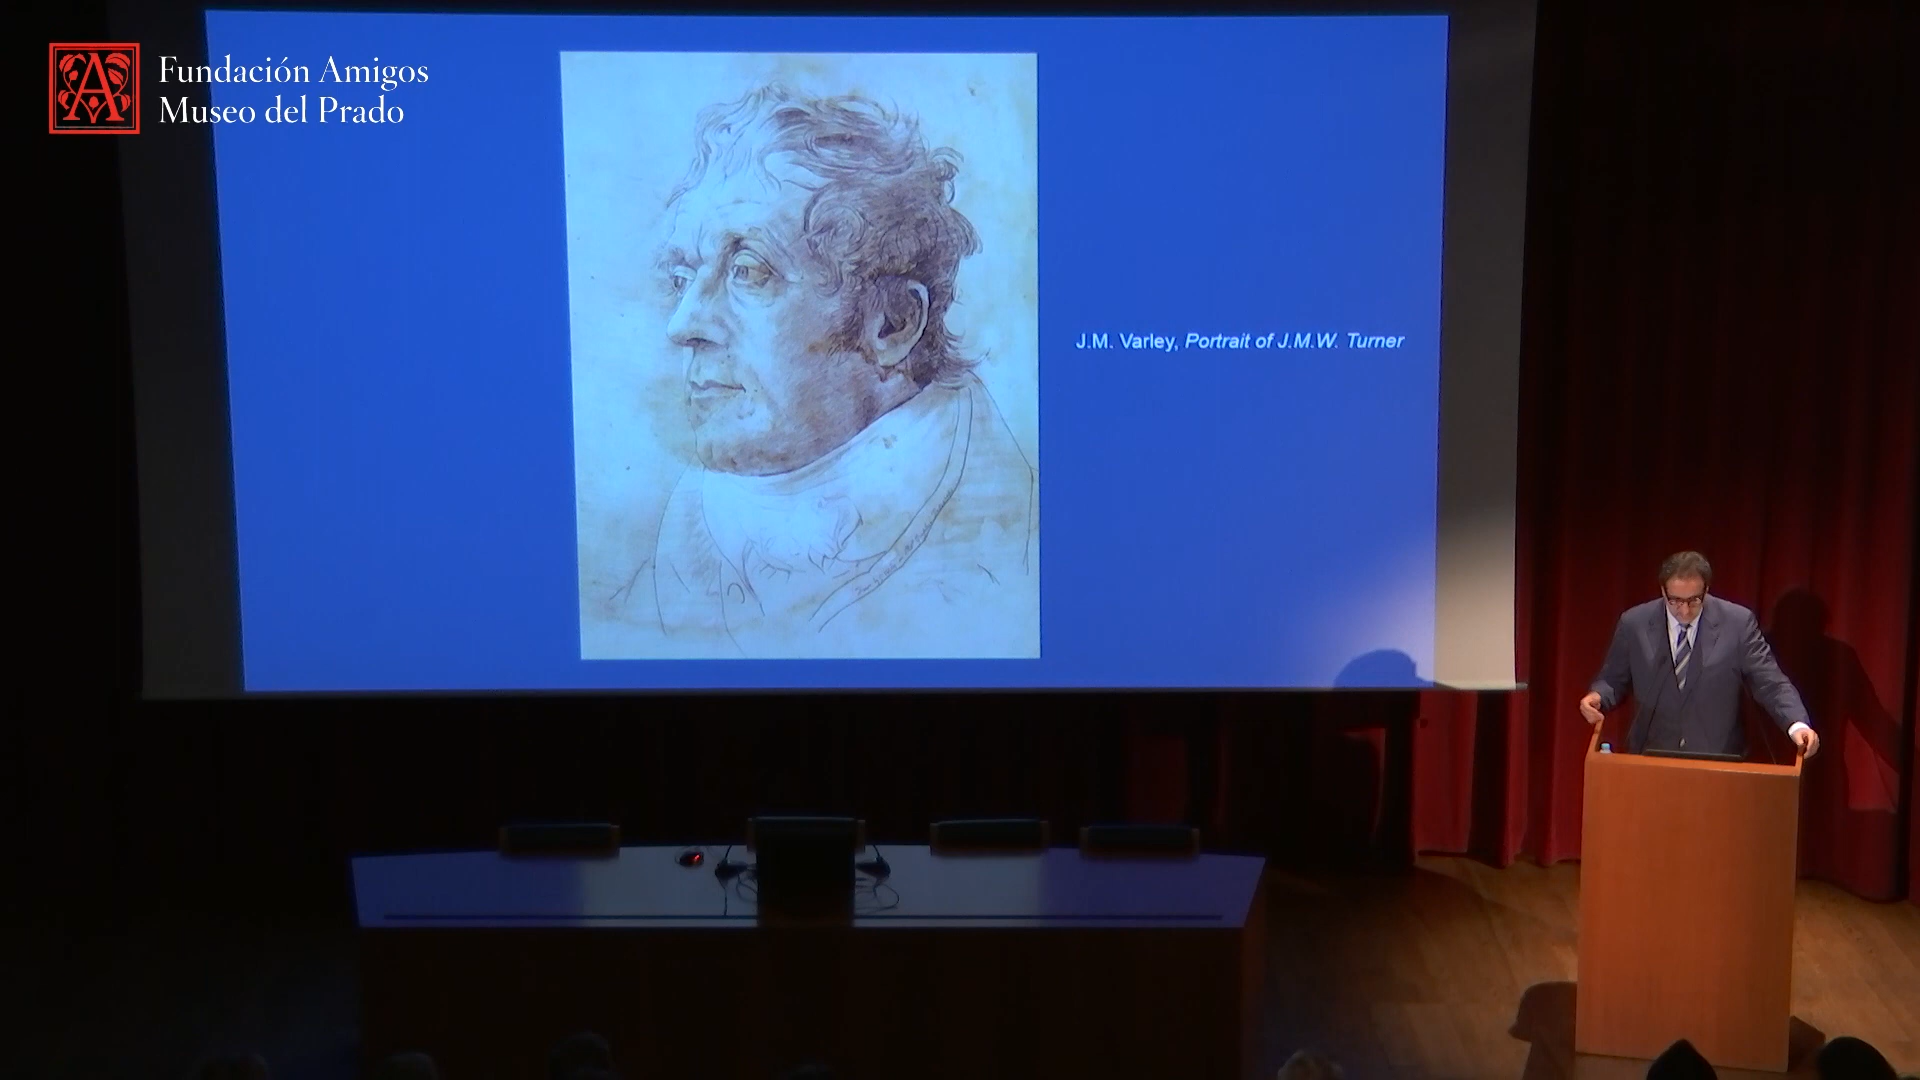 Fundación Amigos
Museo del Prado
J.M. Varley, Portrait of J.M.W. Turner